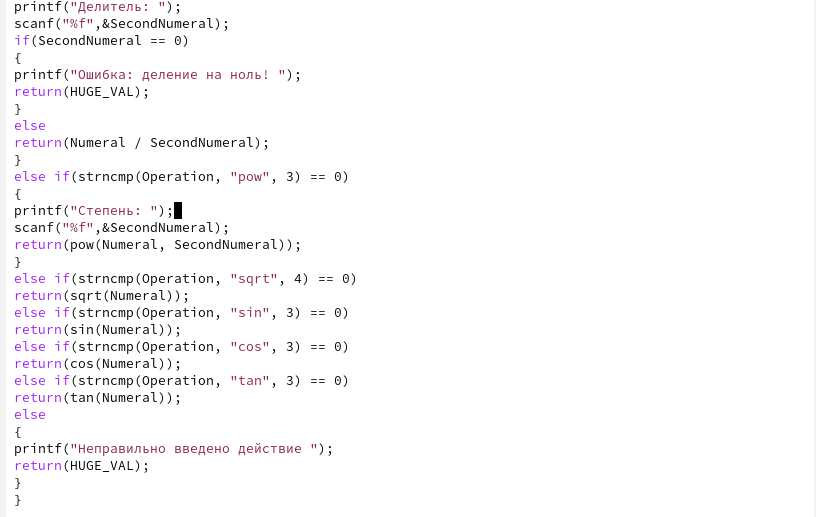 printf("Делитель: ");
scanf("%f",&SecondNumeral);
if(SecondNumeral == 0)
{
printf("Ошибка: деление на ноль! ");
return(HUGE_VAL);
}
else
return(Numeral / SecondNumeral);
}
else if(strncmp(Operation, "pow", 3) == 0)
{
printf("Степень: ");
scanf("%f",&SecondNumeral);
return(pow(Numeral, SecondNumeral));
}
else if(strncmp(Operation, "sqrt", 4) == 0)
return(sqrt(Numeral));
else if(strncmp(Operation, "sin", 3) == 0)
return(sin(Numeral));
else if(strncmp(Operation, "cos", 3) == 0)
return(cos(Numeral));
else if(strncmp(Operation, "tan", 3) == 0)
return(tan(Numeral));
else
{
printf("Неправильно введено действие ");
return(HUGE_VAL);
}
}